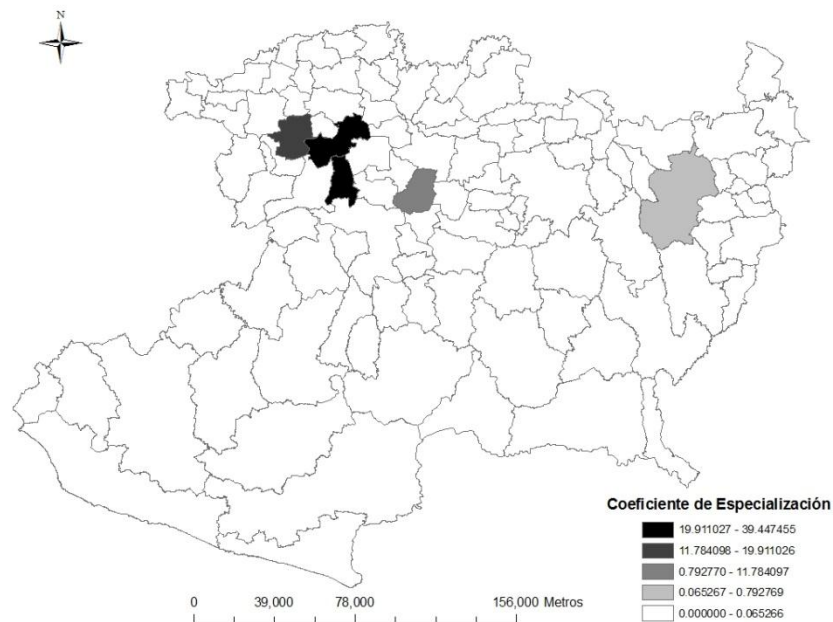 N
Coeficiente de Especialización
19.911027 - 39.447455
11.784098 - 19.911026
0.792770 - 11.784097
0.065267 - 0.792769
0.000000 - 0.065266
0 39,000 78,000 156,000 Metros